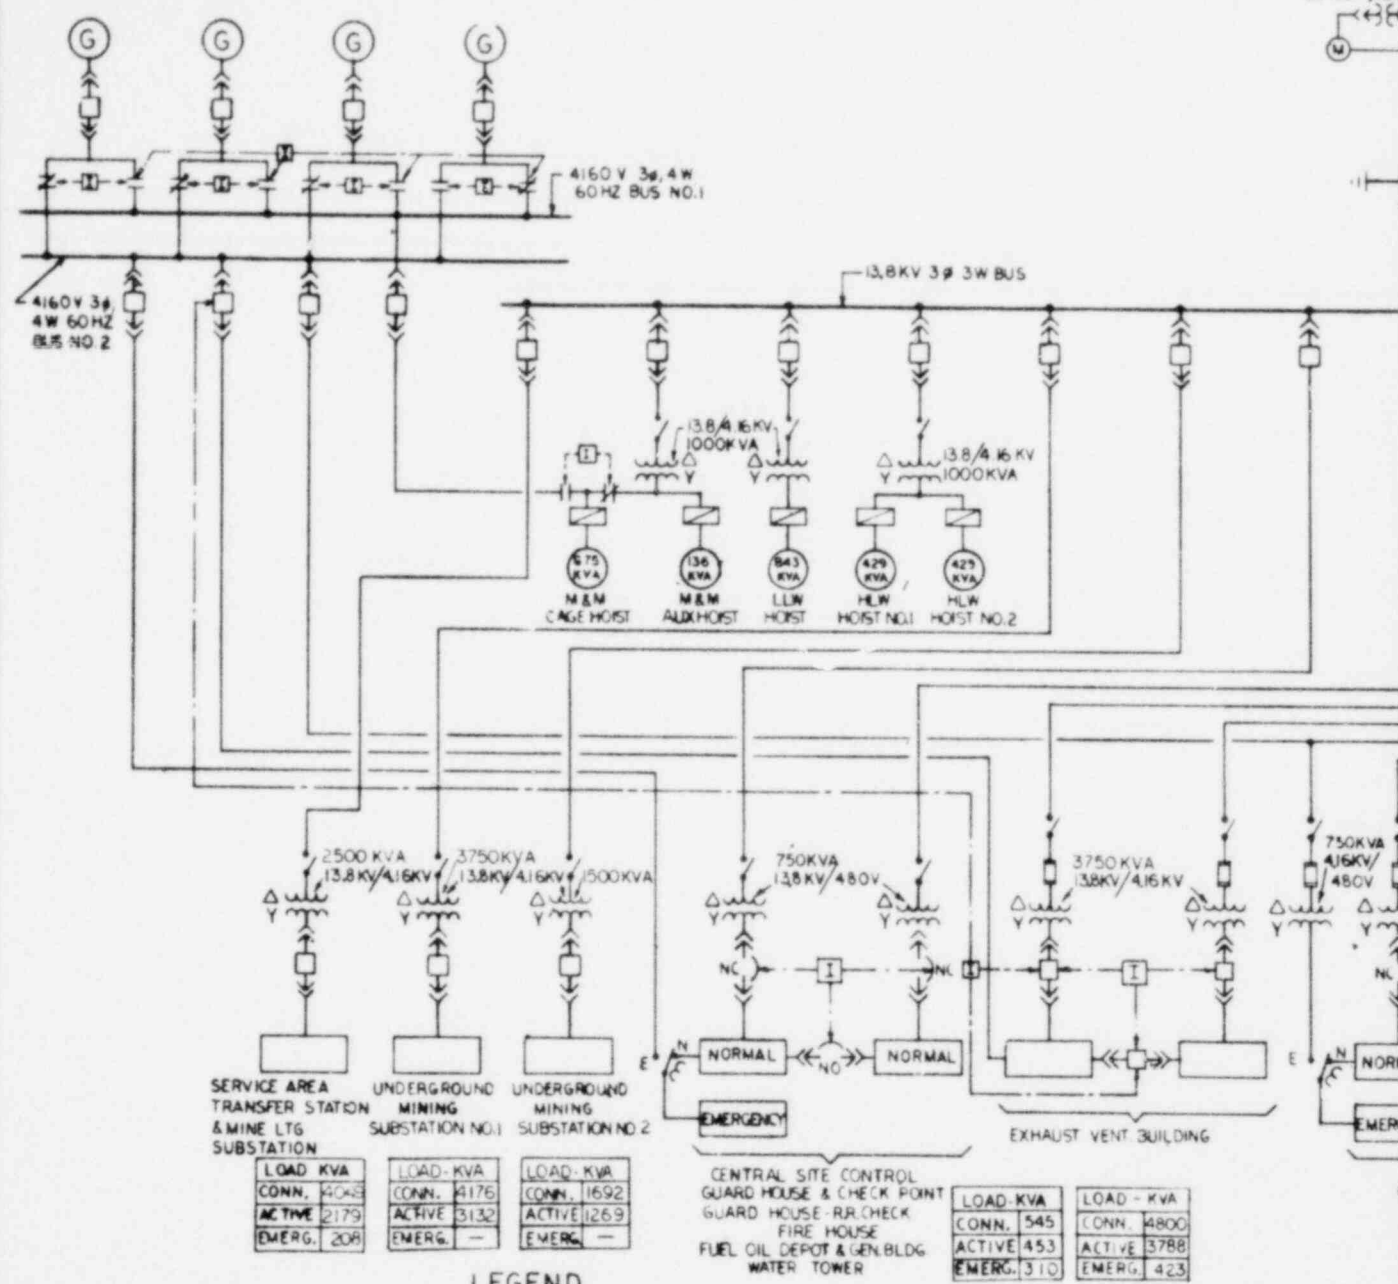 G
G
G
G
M
I
I
I
I
I
4160 V 3ø, 4W
60 HZ BUS NO.1
4160V 3ø,
4W 60 HZ
BUS NO. 2
13.8KV 3ø 3W BUS
13.8/4.16 KV
1000KVA
13.8/4.16 KV
1000KVA
I
Δ
Y
Δ
Y
Δ
Y
KVA
136
KVA
843
KVA
429
KVA
429
KVA
M & M
CAGE HOIST
M & M
AUX HOIST
LLW
HOIST
HLW
HOIST NO.1
HLW
HOIST NO.2
2500 KVA
13.8KV/4.16KV
3750KVA
13.8KV/4.16KV
1500KVA
750KVA
13.8KV/480V
3750KVA
13.8KV/4.16KV
750KVA
4.16KV/
480V
Δ
Y
Δ
Y
Δ
Y
Δ
Y
Δ
Y
Δ
Y
Δ
Y
Δ
Y
Δ
Y
NC
I
NC
I
I
NC
E
N
NORMAL
NO
NORMAL
E
N
NOR
EMERGENCY
EMER
SERVICE AREA
TRANSFER STATION
& MINE LTG
SUBSTATION
UNDERGROUND
MINING
SUBSTATION NO.1
UNDERGROUND
MINING
SUBSTATION NO. 2
EXHAUST VENT. BUILDING
CENTRAL SITE CONTROL
GUARD HOUSE & CHECK POINT
GUARD HOUSE - R.R. CHECK
FIRE HOUSE
FUEL OIL DEPOT & GEN. BLDG
WATER TOWER
LOAD KVA
CONN.
ACTIVE 2179
EMERG. 208
LOAD - KVA
CONN. 4176
ACTIVE 3132
EMERG. —
LOAD - KVA
CONN. 1692
ACTIVE 1269
EMERG —
LOAD-KVA
CONN. 545
ACTIVE 453
EMERG. 310
LOAD - KVA
CONN. 4800
ACTIVE 3788
EMERG. 423
LEGEND